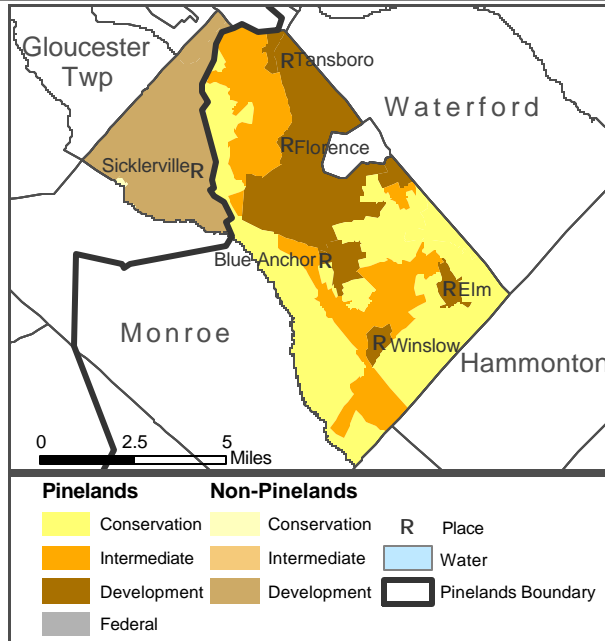 Gloucester
Twp
R Tansboro
Waterford
R Florence
Sicklerville R
Blue Anchor R
R Elm
Monroe
R Winslow
Hammonton
0 2.5 5
Miles
Pinelands Non-Pinelands
Conservation Conservation R Place
Intermediate Intermediate Water
Development Development Pinelands Boundary
Federal